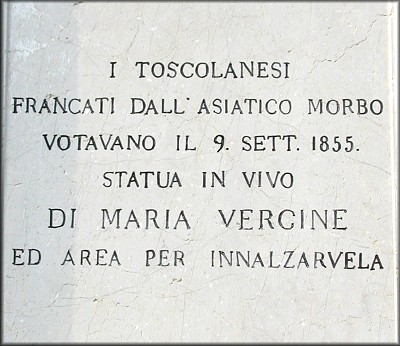 I TOSCOLANESI
FRANCATI DALL'ASIATICO MORBO
VOTAVANO IL 9. SETT. 1855.
STATUA IN VIVO
DI MARIA VERGINE
ED AREA PER INNALZARVELA